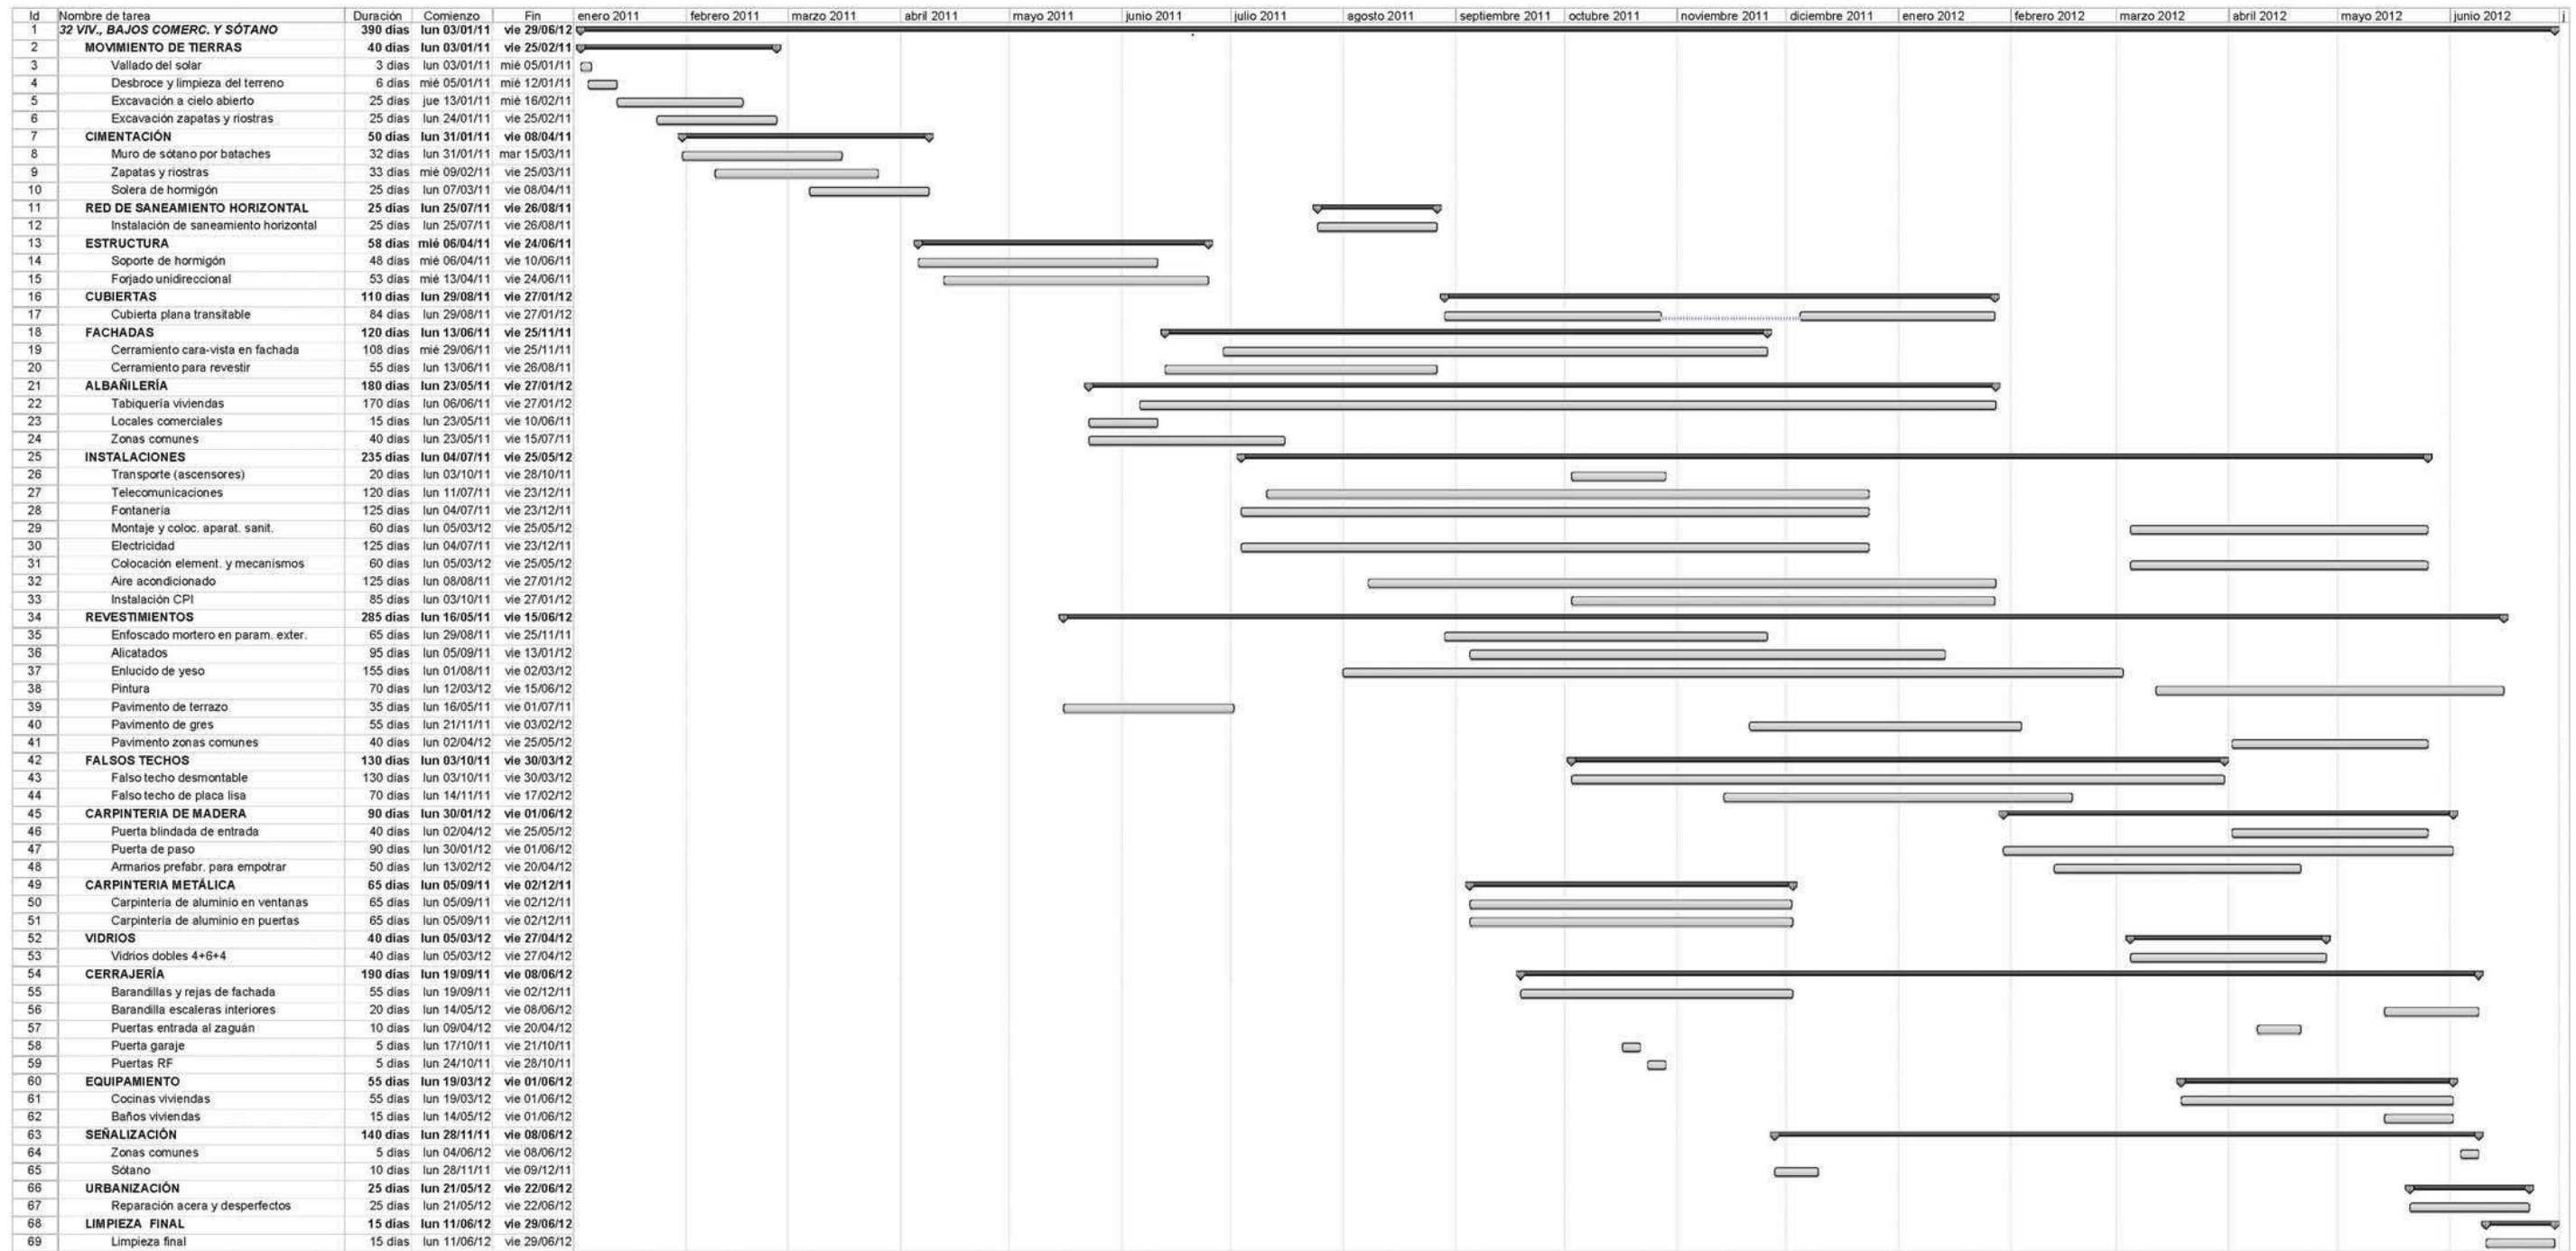 Id Nombre de tarea Duración Comienzo Fin enero 2011 febrero 2011 marzo 2011 abril 2011 mayo 2011 junio 2011 julio 2011 agosto 2011 septiembre 2011 octubre 2011 noviembre 2011 diciembre 2011 enero 2012 febrero 2012 marzo 2012 abril 2012 mayo 2012 junio 2012 j
1 32 VIV., BAJOS COMERC. Y SÓTANO 390 días lun 03/01/11 vie 29/06/12
2 MOVIMIENTO DE TIERRAS 40 días lun 03/01/11 vie 25/02/11
3 Vallado del solar 3 días lun 03/01/11 mié 05/01/11
4 Desbroce y limpieza del terreno 6 días mié 05/01/11 mié 12/01/11
5 Excavación a cielo abierto 25 días jue 13/01/11 mié 16/02/11
6 Excavación zapatas y riostras 25 días lun 24/01/11 vie 25/02/11
7 CIMENTACIÓN 50 días lun 31/01/11 vie 08/04/11
8 Muro de sótano por bataches 32 días lun 31/01/11 mar 15/03/11
9 Zapatas y riostras 33 días mié 09/02/11 vie 25/03/11
10 Solera de hormigón 25 días lun 07/03/11 vie 08/04/11
11 RED DE SANEAMIENTO HORIZONTAL 25 días lun 25/07/11 vie 26/08/11
12 Instalación de saneamiento horizontal 25 días lun 25/07/11 vie 26/08/11
13 ESTRUCTURA 58 días mié 06/04/11 vie 24/06/11
14 Soporte de hormigón 48 días mié 06/04/11 vie 10/06/11
15 Forjado unidireccional 53 días mié 13/04/11 vie 24/06/11
16 CUBIERTAS 110 días lun 29/08/11 vie 27/01/12
17 Cubierta plana transitable 84 días lun 29/08/11 vie 27/01/12
18 FACHADAS 120 días lun 13/06/11 vie 25/11/11
19 Cerramiento cara-vista en fachada 108 días mié 29/06/11 vie 25/11/11
20 Cerramiento para revestir 55 días lun 13/06/11 vie 26/08/11
21 ALBAÑILERÍA 180 días lun 23/05/11 vie 27/01/12
22 Tabiquería viviendas 170 días lun 06/06/11 vie 27/01/12
23 Locales comerciales 15 días lun 23/05/11 vie 10/06/11
24 Zonas comunes 40 días lun 23/05/11 vie 15/07/11
25 INSTALACIONES 235 días lun 04/07/11 vie 25/05/12
26 Transporte (ascensores) 20 días lun 03/10/11 vie 28/10/11
27 Telecomunicaciones 120 días lun 11/07/11 vie 23/12/11
28 Fontanería 125 días lun 04/07/11 vie 23/12/11
29 Montaje y coloc. aparat. sanit. 60 días lun 05/03/12 vie 25/05/12
30 Electricidad 125 días lun 04/07/11 vie 23/12/11
31 Colocación element. y mecanismos 60 días lun 05/03/12 vie 25/05/12
32 Aire acondicionado 125 días lun 08/08/11 vie 27/01/12
33 Instalación CPI 85 días lun 03/10/11 vie 27/01/12
34 REVESTIMIENTOS 285 días lun 16/05/11 vie 15/06/12
35 Enfoscado mortero en param. exter. 65 días lun 29/08/11 vie 25/11/11
36 Alicatados 95 días lun 05/09/11 vie 13/01/12
37 Enlucido de yeso 155 días lun 01/08/11 vie 02/03/12
38 Pintura 70 días lun 12/03/12 vie 15/06/12
39 Pavimento de terrazo 35 días lun 16/05/11 vie 01/07/11
40 Pavimento de gres 55 días lun 21/11/11 vie 03/02/12
41 Pavimento zonas comunes 40 días lun 02/04/12 vie 25/05/12
42 FALSOS TECHOS 130 días lun 03/10/11 vie 30/03/12
43 Falso techo desmontable 130 días lun 03/10/11 vie 30/03/12
44 Falso techo de placa lisa 70 días lun 14/11/11 vie 17/02/12
45 CARPINTERIA DE MADERA 90 días lun 30/01/12 vie 01/06/12
46 Puerta blindada de entrada 40 días lun 02/04/12 vie 25/05/12
47 Puerta de paso 90 días lun 30/01/12 vie 01/06/12
48 Armarios prefabr. para empotrar 50 días lun 13/02/12 vie 20/04/12
49 CARPINTERIA METÁLICA 65 días lun 05/09/11 vie 02/12/11
50 Carpintería de aluminio en ventanas 65 días lun 05/09/11 vie 02/12/11
51 Carpintería de aluminio en puertas 65 días lun 05/09/11 vie 02/12/11
52 VIDRIOS 40 días lun 05/03/12 vie 27/04/12
53 Vidrios dobles 4+6+4 40 días lun 05/03/12 vie 27/04/12
54 CERRAJERÍA 190 días lun 19/09/11 vie 08/06/12
55 Barandillas y rejas de fachada 55 días lun 19/09/11 vie 02/12/11
56 Barandilla escaleras interiores 20 días lun 14/05/12 vie 08/06/12
57 Puertas entrada al zaguán 10 días lun 09/04/12 vie 20/04/12
58 Puerta garaje 5 días lun 17/10/11 vie 21/10/11
59 Puertas RF 5 días lun 24/10/11 vie 28/10/11
60 EQUIPAMIENTO 55 días lun 19/03/12 vie 01/06/12
61 Cocinas viviendas 55 días lun 19/03/12 vie 01/06/12
62 Baños viviendas 15 días lun 14/05/12 vie 01/06/12
63 SEÑALIZACIÓN 140 días lun 28/11/11 vie 08/06/12
64 Zonas comunes 5 días lun 04/06/12 vie 08/06/12
65 Sótano 10 días lun 28/11/11 vie 09/12/11
66 URBANIZACIÓN 25 días lun 21/05/12 vie 22/06/12
67 Reparación acera y desperfectos 25 días lun 21/05/12 vie 22/06/12
68 LIMPIEZA FINAL 15 días lun 11/06/12 vie 29/06/12
69 Limpieza final 15 días lun 11/06/12 vie 29/06/12